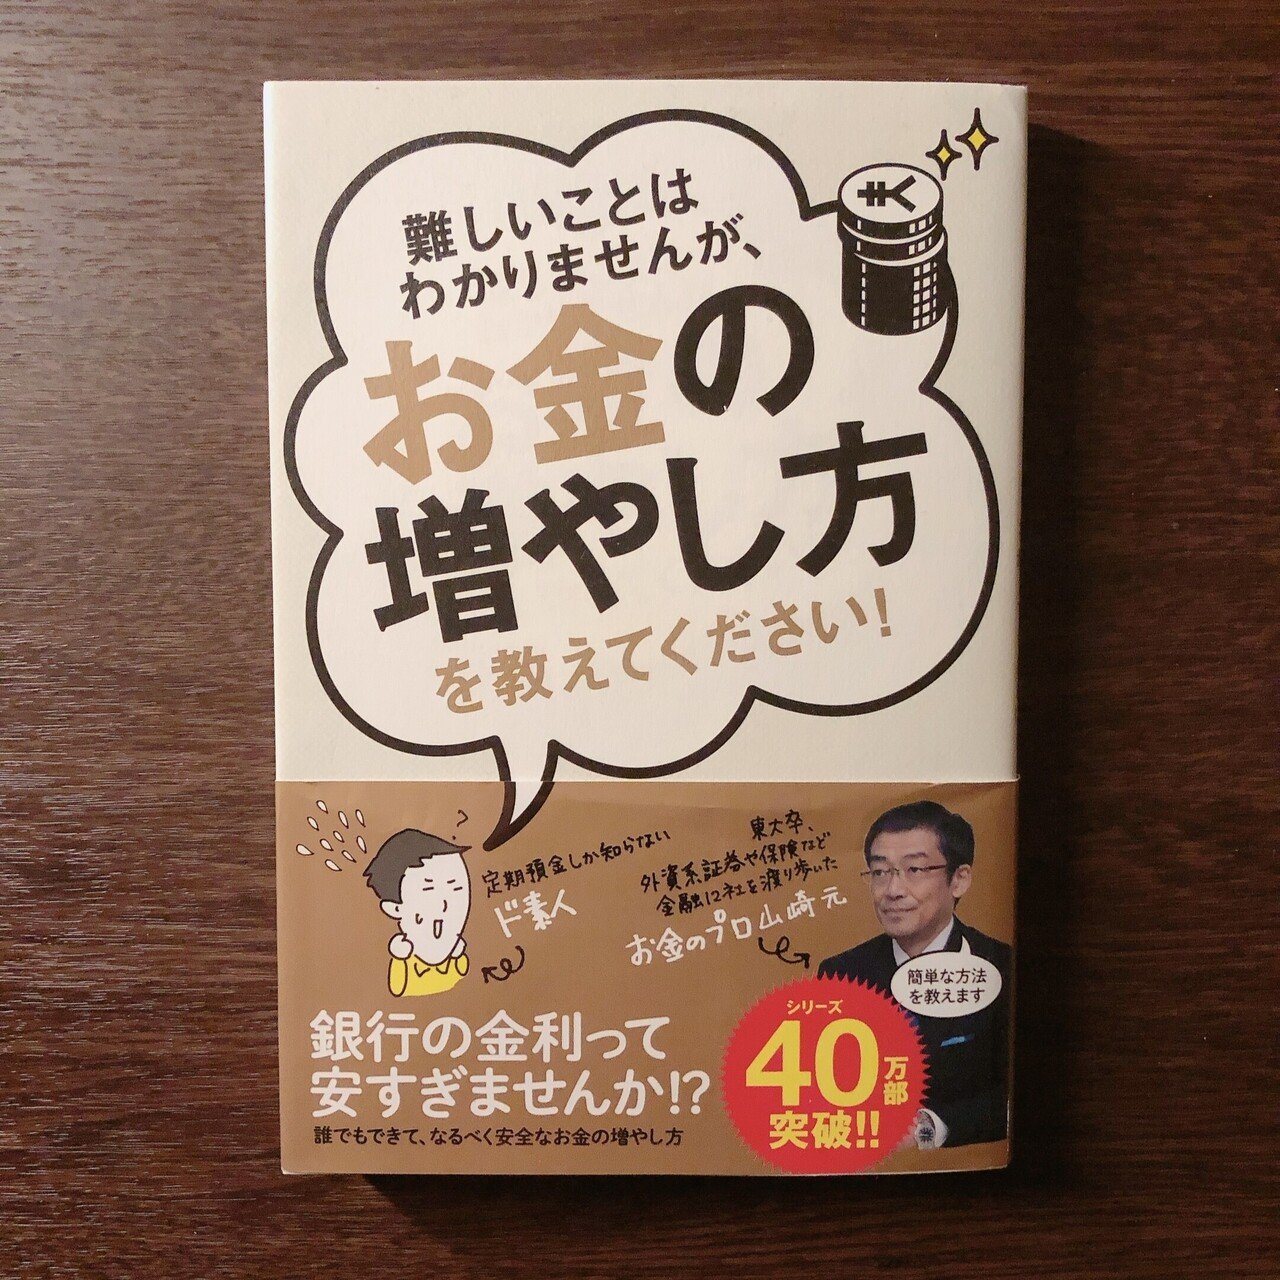 難しいことは
わかりませんが、
お金の
増やし方
を教えてください!
?
定期預金しか知らない
ド素人
東大卒、
外資系証券や保険など
金融12社を渡り歩いた
お金のプロ山崎元
簡単な方法
を教えます
銀行の金利って
安すぎませんか!?
誰でもできて、なるべく安全なお金の増やし方
シリーズ
40万部
突破!!